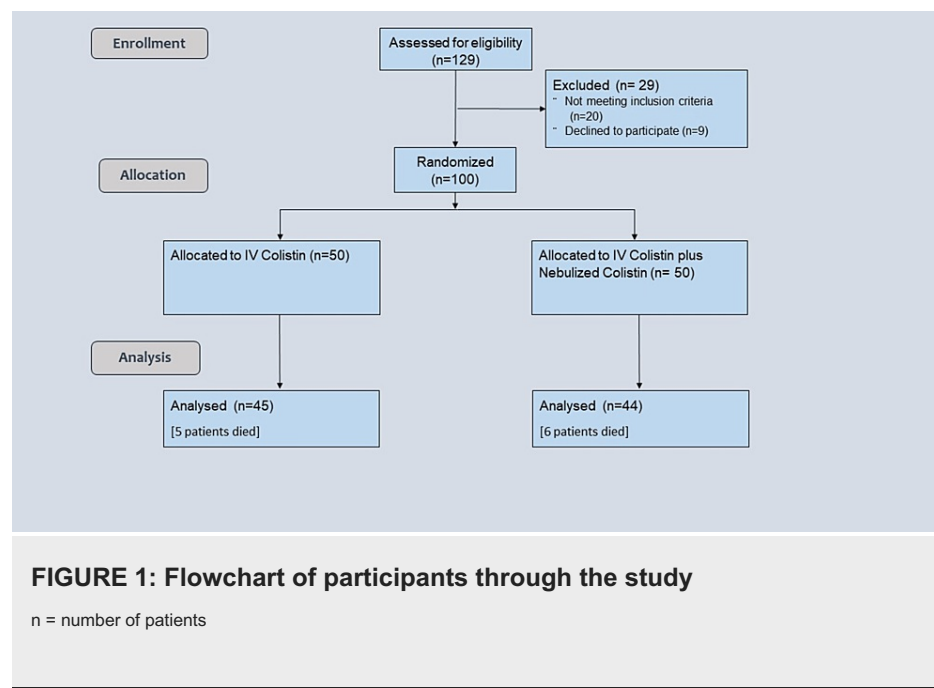 Enrollment
Assessed for eligibility
(n=129)
Excluded (n= 29)
¨ Not meeting inclusion criteria
(n=20)
¨ Declined to participate (n=9)
Allocation
Randomized
(n=100)
Allocated to IV Colistin (n=50)
Allocated to IV Colistin plus
Nebulized Colistin (n= 50)
Analysis
Analysed (n=45)
[5 patients died]
Analysed (n=44)
[6 patients died]
FIGURE 1: Flowchart of participants through the study
n = number of patients